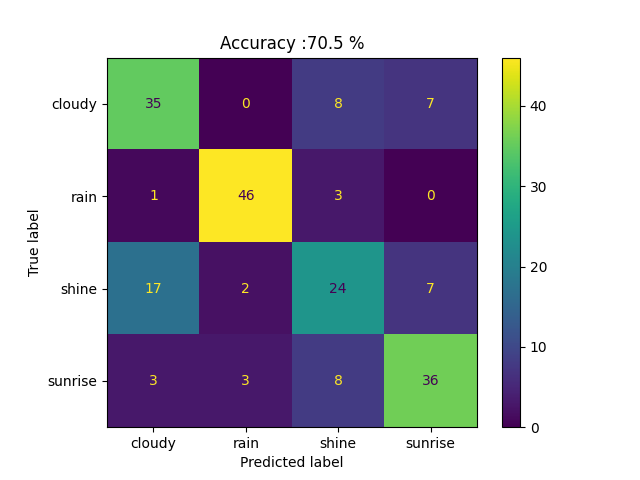 Accuracy :70.5 %
cloudy 35 0 8 7
rain 1 46 3 0
shine 17 2 24 7
sunrise 3 3 8 36
cloudy rain shine sunrise
Predicted label
True label
40
30
20
10
0